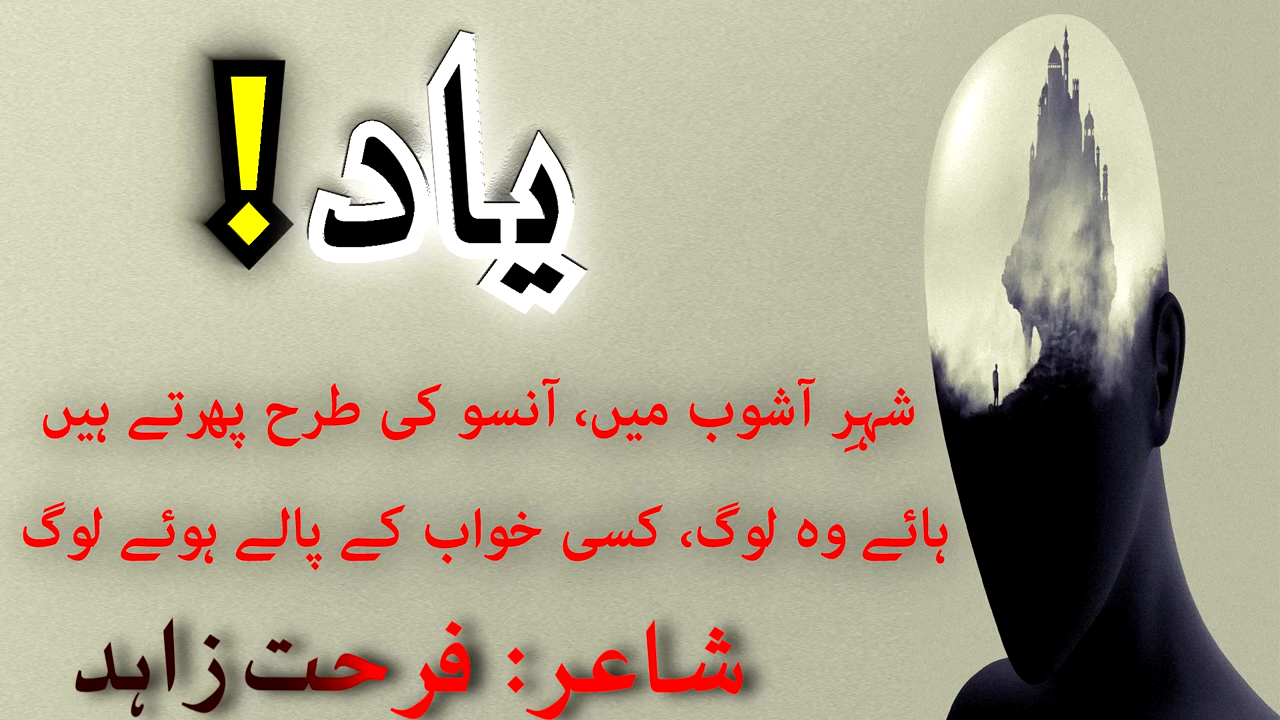 یاد!
شہرِ آشوب میں، آنسو کی طرح پھرتے ہیں
ہائے وہ لوگ، کسی خواب کے پالے ہوئے لوگ
شاعر: فرحت زاہد